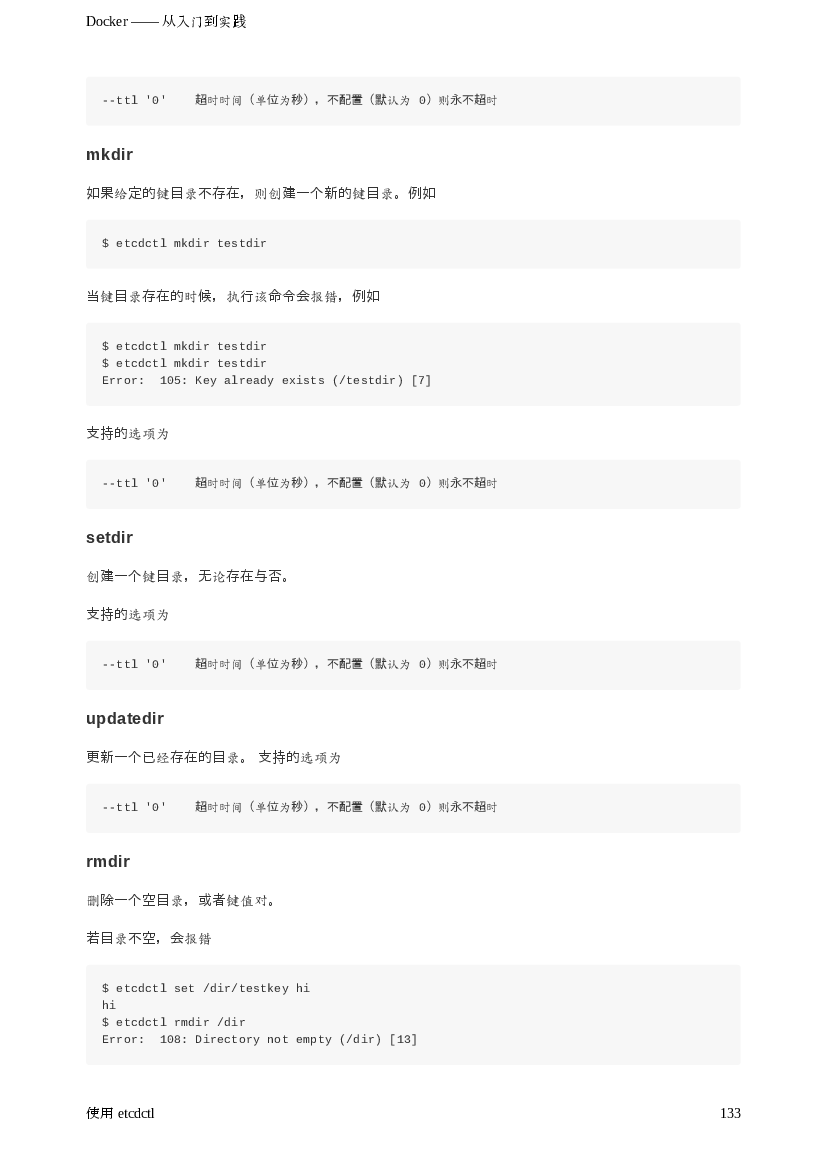 Docker —— 从入门到实践
--ttl '0'    超时时间（单位为秒），不配置（默认为 0）则永不超时
mkdir
如果给定的键目录不存在，则创建一个新的键目录。例如
$ etcdctl mkdir testdir
当键目录存在的时候，执行该命令会报错，例如
$ etcdctl mkdir testdir
$ etcdctl mkdir testdir
Error:  105: Key already exists (/testdir) [7]
支持的选项为
--ttl '0'    超时时间（单位为秒），不配置（默认为 0）则永不超时
setdir
创建一个键目录，无论存在与否。
支持的选项为
--ttl '0'    超时时间（单位为秒），不配置（默认为 0）则永不超时
updatedir
更新一个已经存在的目录。 支持的选项为
--ttl '0'    超时时间（单位为秒），不配置（默认为 0）则永不超时
rmdir
删除一个空目录，或者键值对。
若目录不空，会报错
$ etcdctl set /dir/testkey hi
hi
$ etcdctl rmdir /dir
Error:  108: Directory not empty (/dir) [13]
使用 etcdctl 133